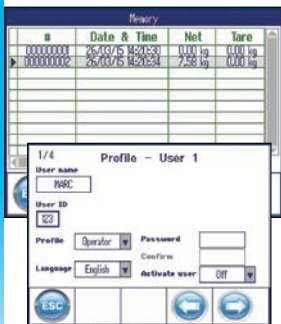 Memory
# Date & Time Net Tare
00000001 26/03/15 14:20:30 0.00 kg 0.00 kg
00000002 26/03/15 14:20:34 7.58 kg 0.00 kg
1/4 Profile - User 1
User name
MARC
User ID
123
Profile Operator Password
Confirm
Language English Activate user Off
ESC